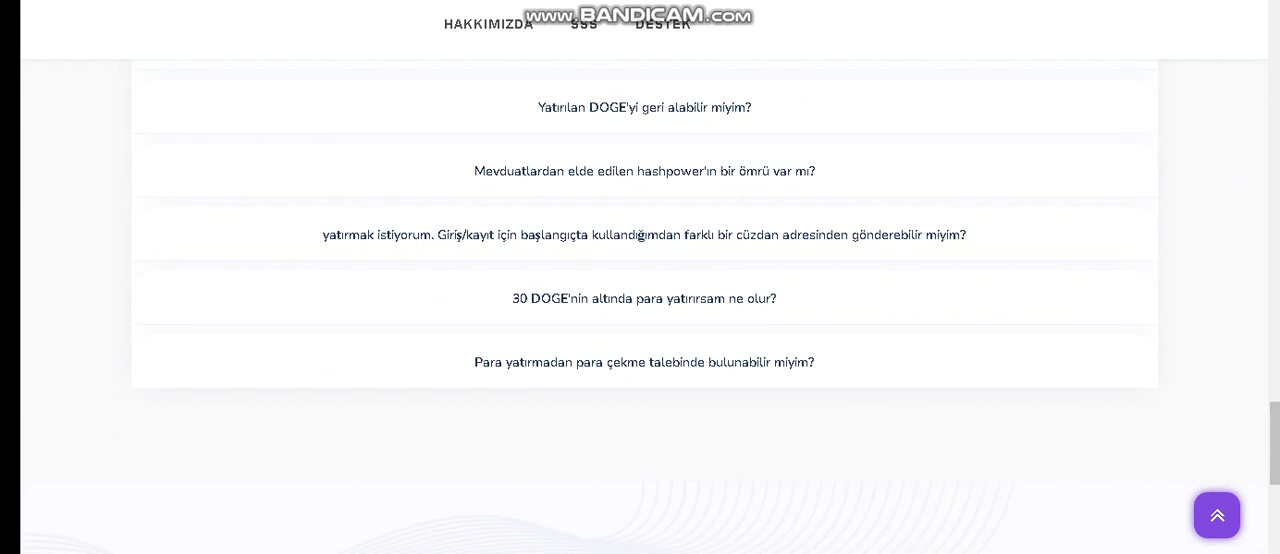 www.BANDICAM.com
HAKKIMIZDA SSS DESTEK
Yatırılan DOGE'yi geri alabilir miyim?
Mevduatlardan elde edilen hashpower'ın bir ömrü var mı?
yatırmak istiyorum. Giriş/kayıt için başlangıçta kullandığımdan farklı bir cüzdan adresinden gönderebilir miyim?
30 DOGE'nin altında para yatırırsam ne olur?
Para yatırmadan para çekme talebinde bulunabilir miyim?